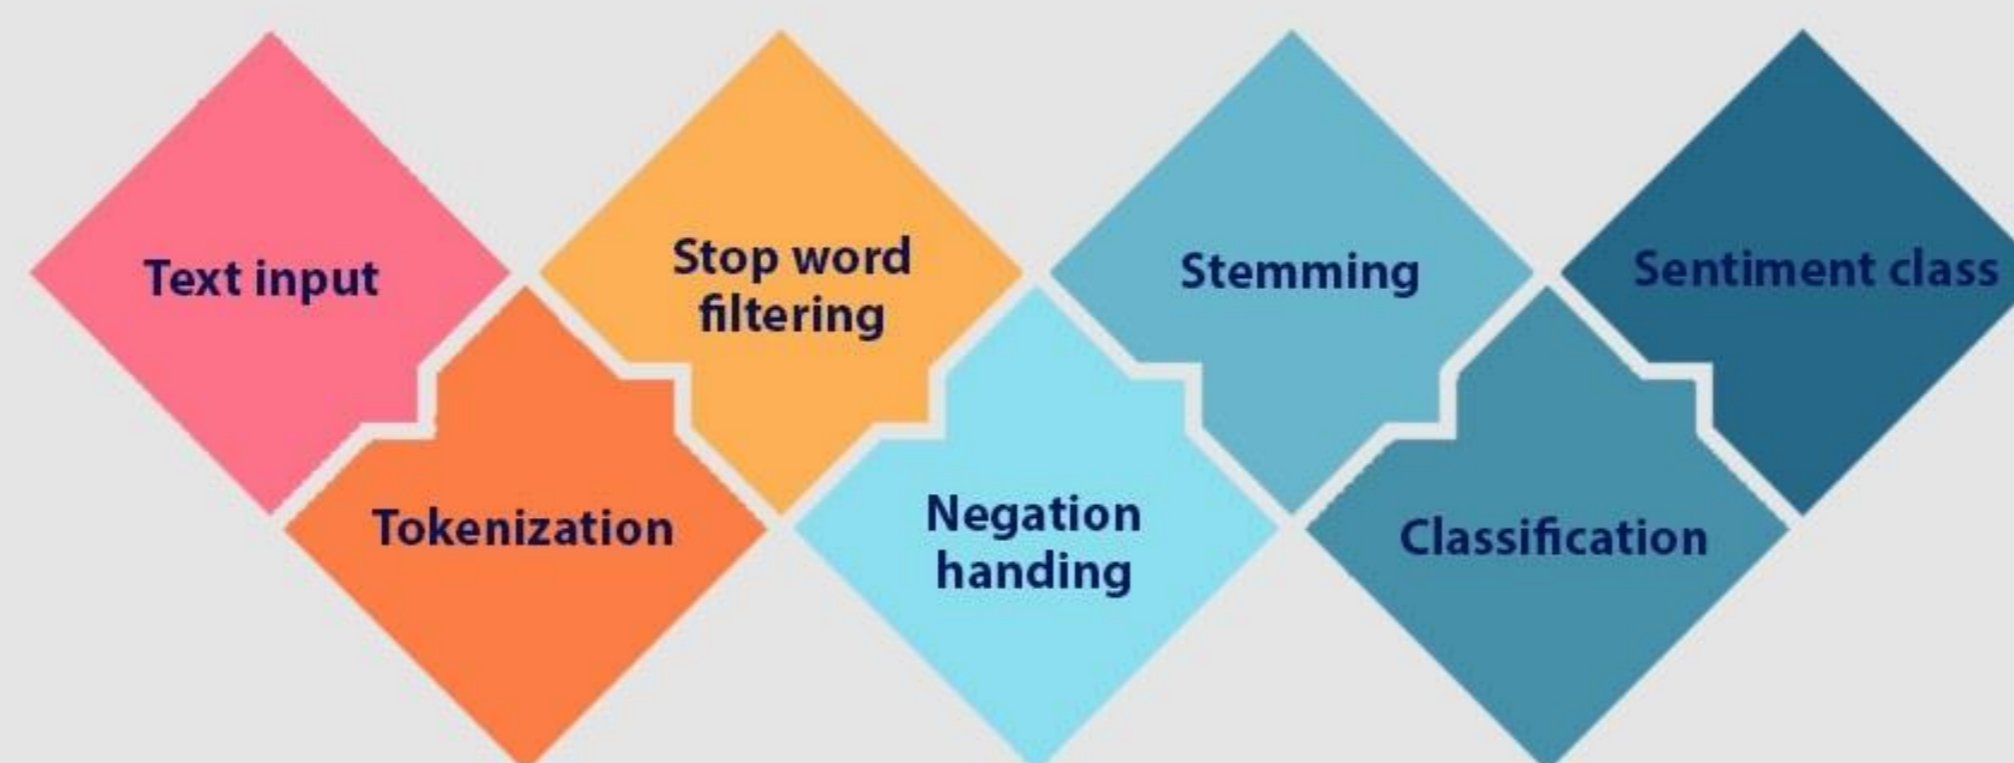 Text input
Tokenization
Stop word
filtering
Negation
handing
Stemming
Classification
Sentiment class